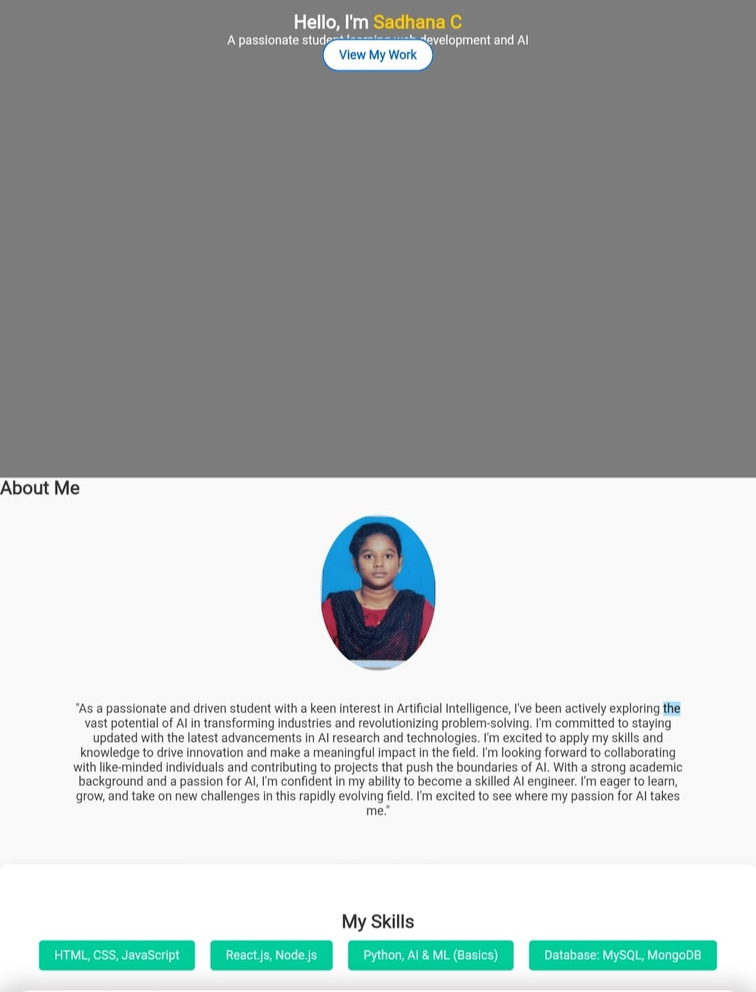 Hello, I'm Sadhana C
A passionate student development and AI
View My Work
About Me
"As a passionate and driven student with a keen interest in Artificial Intelligence, I've been actively exploring the
vast potential of AI in transforming industries and revolutionizing problem-solving. I'm committed to staying
updated with the latest advancements in AI research and technologies. I'm excited to apply my skills and
knowledge to drive innovation and make a meaningful impact in the field. I'm looking forward to collaborating
with like-minded individuals and contributing to projects that push the boundaries of AI. With a strong academic
background and a passion for AI, I'm confident in my ability to become a skilled AI engineer. I'm eager to learn,
grow, and take on new challenges in this rapidly evolving field. I'm excited to see where my passion for AI takes
me."
My Skills
HTML, CSS, JavaScript
React.js, Node.js
Python, AI & ML (Basics)
Database: MySQL, MongoDB